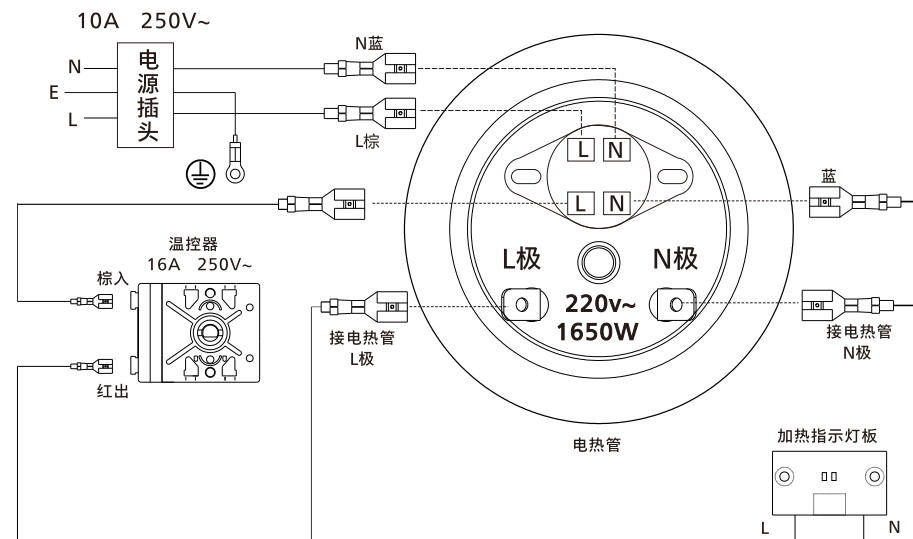 10A 250V~
N
E
L
电源插头
N蓝
L棕
L N
L N
蓝
L极 N极
220v~
1650W
温控器
16A 250V~
棕入
红出
接电热管
L极
接电热管
N极
电热管
加热指示灯板
L N